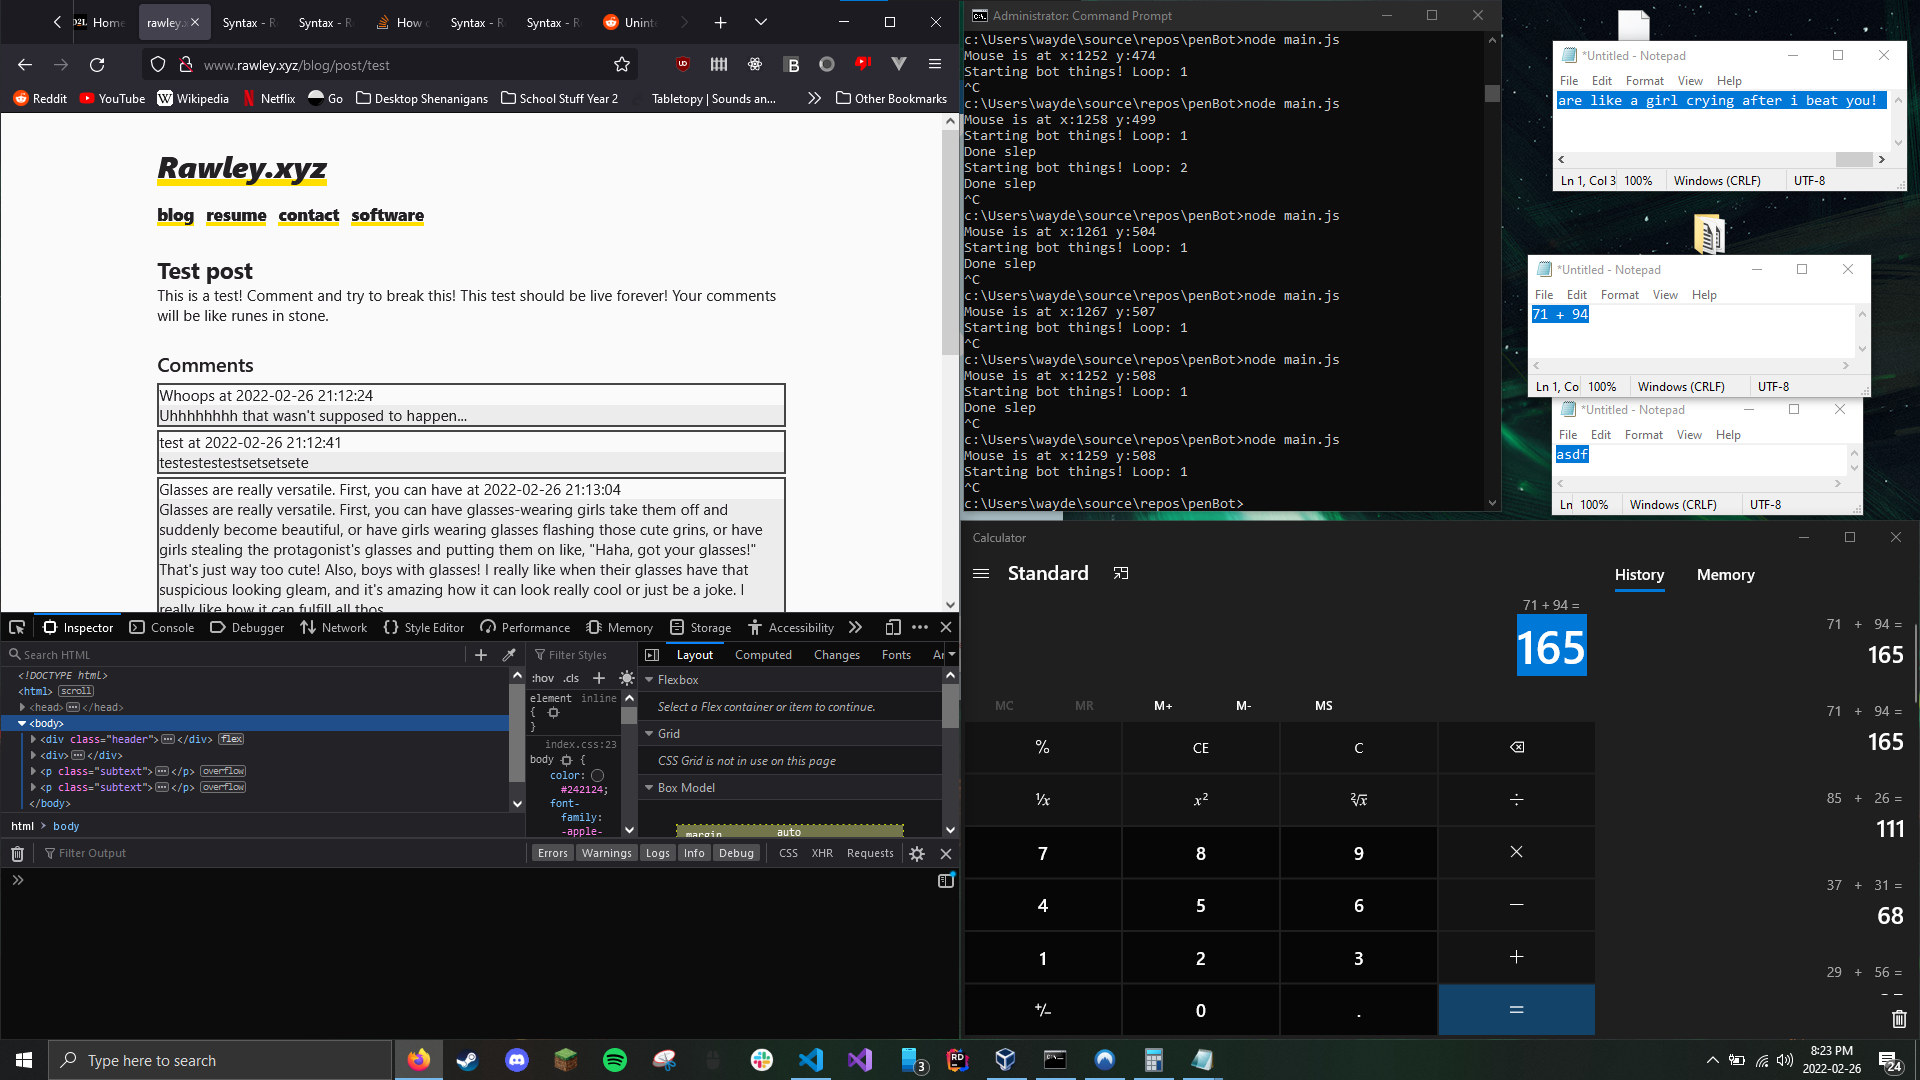 Home
rawley.x
Syntax - R
Syntax - R
How c
Syntax - R
Syntax - R
Uninte
www.rawley.xyz/blog/post/test
Reddit
YouTube
Wikipedia
Netflix
Go
Desktop Shenanigans
School Stuff Year 2
Tabletopy | Sounds an...
Other Bookmarks
Rawley.xyz
blog resume contact software
Test post
This is a test! Comment and try to break this! This test should be live forever! Your comments
will be like runes in stone.
Comments
Whoops at 2022-02-26 21:12:24
Uhhhhhhhh that wasn't supposed to happen...
test at 2022-02-26 21:12:41
testestestestsetsetsete
Glasses are really versatile. First, you can have at 2022-02-26 21:13:04
Glasses are really versatile. First, you can have glasses-wearing girls take them off and
suddenly become beautiful, or have girls wearing glasses flashing those cute grins, or have
girls stealing the protagonist's glasses and putting them on like, "Haha, got your glasses!"
That's just way too cute! Also, boys with glasses! I really like when their glasses have that
suspicious looking gleam, and it's amazing how it can look really cool or just be a joke. I
really like how it can fulfill all thos
Inspector
Console
Debugger
Network
Style Editor
Performance
Memory
Storage
Accessibility
Search HTML
<!DOCTYPE html>
<html> scroll
<head></head>
<body>
<div class="header"></div> flex
<div></div>
<p class="subtext"></p> overflow
<p class="subtext"></p> overflow
</body>
html > body
Filter Styles
:hov .cls +
element inline
{
}
index.css:23
body {
color:
#242124;
font-
family:
-apple-
Layout
Computed
Changes
Fonts
Flexbox
Select a Flex container or item to continue.
Grid
CSS Grid is not in use on this page
Box Model
margin auto
Filter Output
Errors
Warnings
Logs
Info
Debug
CSS
XHR
Requests
Administrator: Command Prompt
c:\Users\wayde\source\repos\penBot>node main.js
Mouse is at x:1252 y:474
Starting bot things! Loop: 1
^C
c:\Users\wayde\source\repos\penBot>node main.js
Mouse is at x:1258 y:499
Starting bot things! Loop: 1
Done slep
Starting bot things! Loop: 2
Done slep
^C
c:\Users\wayde\source\repos\penBot>node main.js
Mouse is at x:1261 y:504
Starting bot things! Loop: 1
Done slep
^C
c:\Users\wayde\source\repos\penBot>node main.js
Mouse is at x:1267 y:507
Starting bot things! Loop: 1
^C
c:\Users\wayde\source\repos\penBot>node main.js
Mouse is at x:1252 y:508
Starting bot things! Loop: 1
Done slep
^C
c:\Users\wayde\source\repos\penBot>node main.js
Mouse is at x:1259 y:508
Starting bot things! Loop: 1
^C
c:\Users\wayde\source\repos\penBot>
*Untitled - Notepad
File Edit Format View Help
are like a girl crying after i beat you!
Ln 1, Col 3 100% Windows (CRLF) UTF-8
*Untitled - Notepad
File Edit Format View Help
71 + 94
Ln 1, Co 100% Windows (CRLF) UTF-8
*Untitled - Notepad
File Edit Format View Help
asdf
Ln 100% Windows (CRLF) UTF-8
Calculator
Standard
71 + 94 =
165
MC MR M+ M- MS
% CE C
⅟x x² ²√x ÷
7 8 9 ×
4 5 6 −
1 2 3 +
+/- 0 . =
History Memory
71 + 94 =
165
71 + 94 =
165
85 + 26 =
111
37 + 31 =
68
29 + 56 =
Type here to search
3
8:23 PM
2022-02-26
24